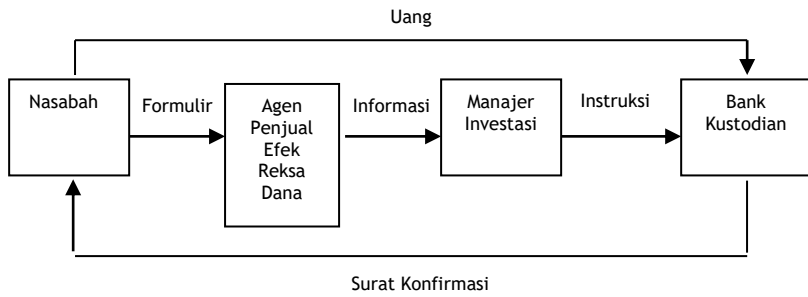 Uang
Nasabah
Formulir
Agen
Penjual
Efek
Reksa
Dana
Informasi
Manajer
Investasi
Instruksi
Bank
Kustodian
Surat Konfirmasi